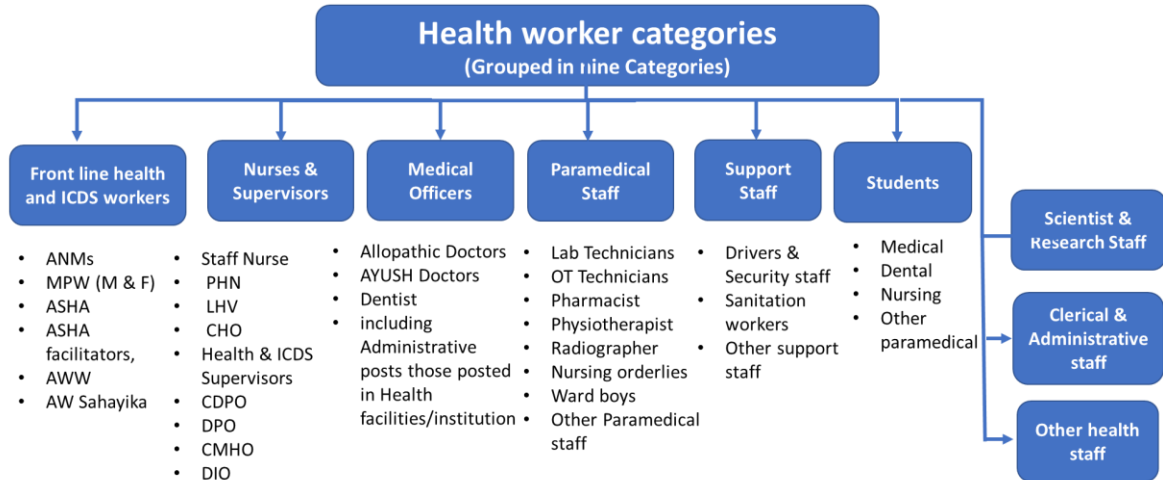 Health worker categories
(Grouped in nine Categories)
Front line health
and ICDS workers
• ANMs
• MPW (M & F)
• ASHA
• ASHA
facilitators,
• AWW
• AW Sahayika
Nurses &
Supervisors
• Staff Nurse
• PHN
• LHV
• CHO
• Health & ICDS
Supervisors
• CDPO
• DPO
• CMHO
• DIO
Medical
Officers
• Allopathic Doctors
• AYUSH Doctors
• Dentist
• including
Administrative
posts those posted
in Health
facilities/institution
Paramedical
Staff
• Lab Technicians
• OT Technicians
• Pharmacist
• Physiotherapist
• Radiographer
• Nursing orderlies
• Ward boys
• Other Paramedical
staff
Support
Staff
• Drivers &
Security staff
• Sanitation
workers
• Other support
staff
Students
• Medical
• Dental
• Nursing
• Other
paramedical
Scientist &
Research Staff
Clerical &
Administrative
staff
Other health
staff